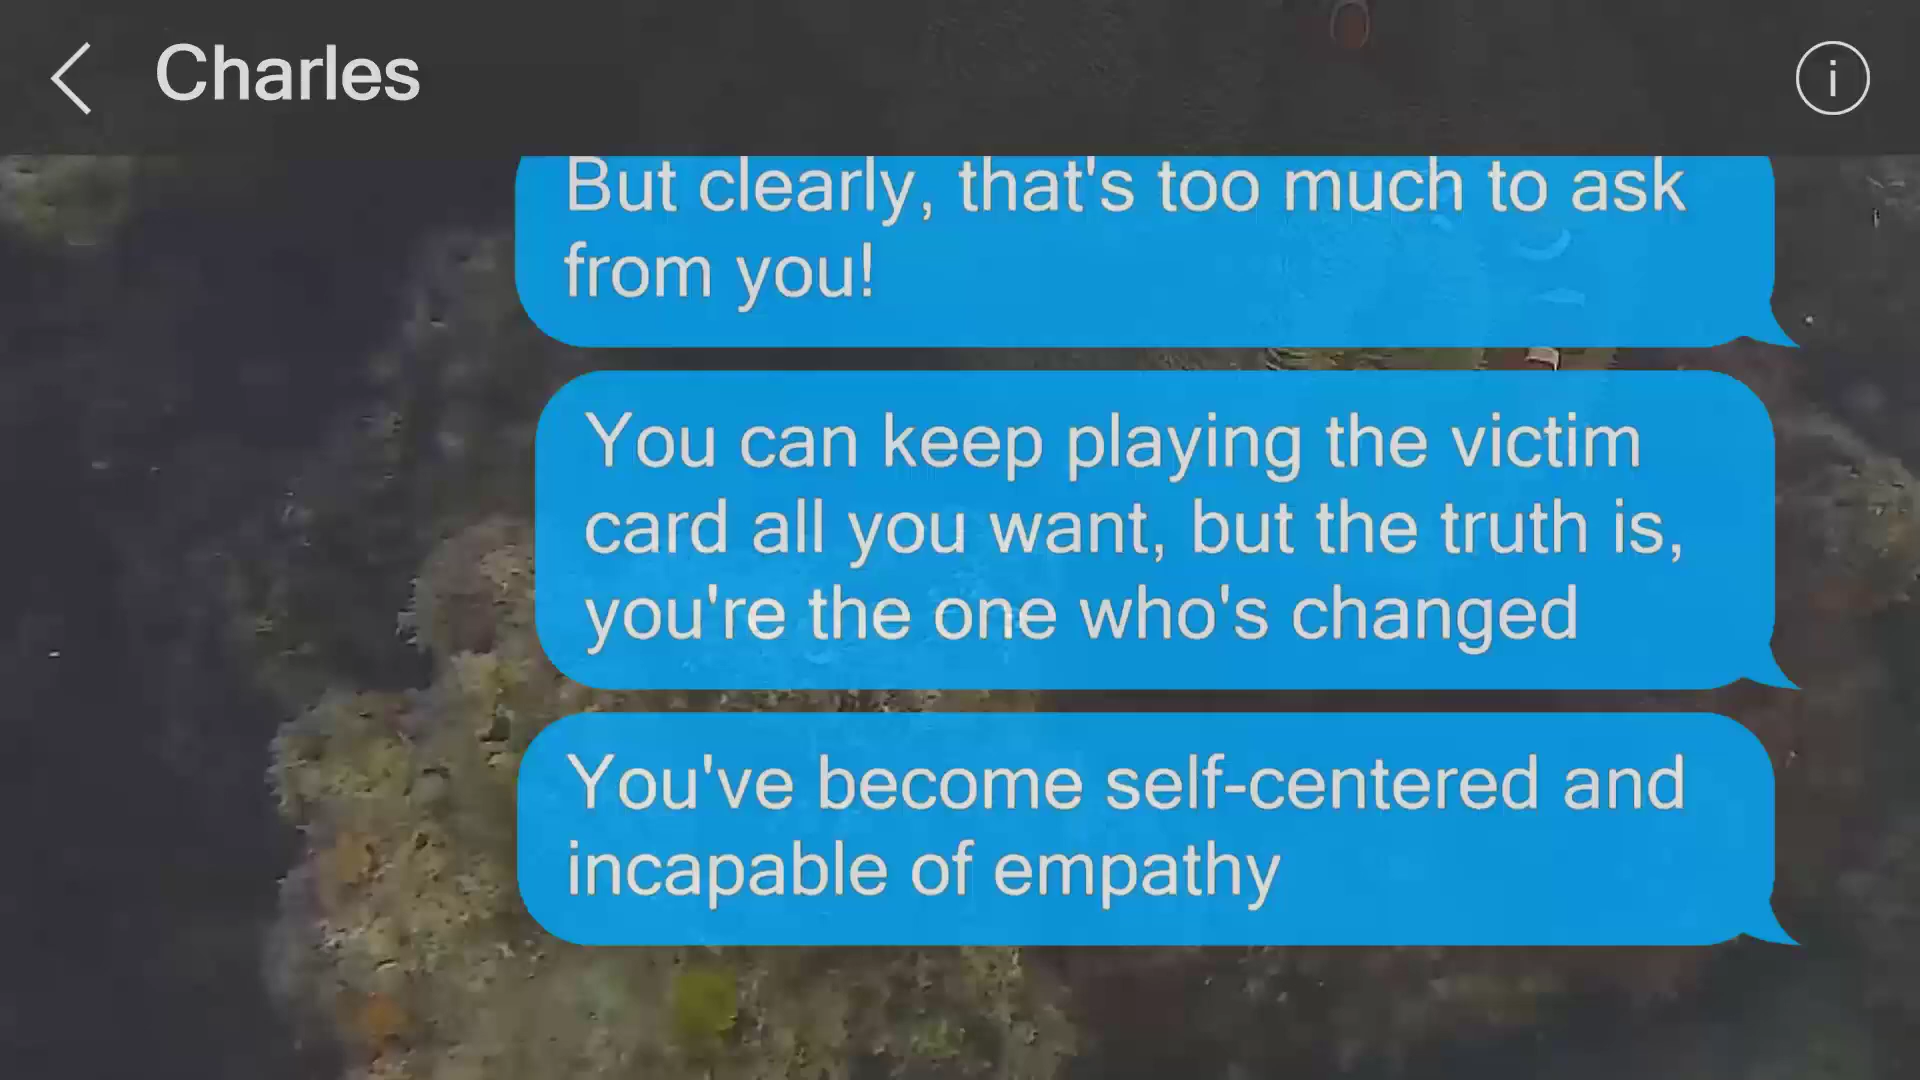 Charles
But clearly, that's too much to ask
from you!
You can keep playing the victim
card all you want, but the truth is,
you're the one who's changed
You've become self-centered and
incapable of empathy